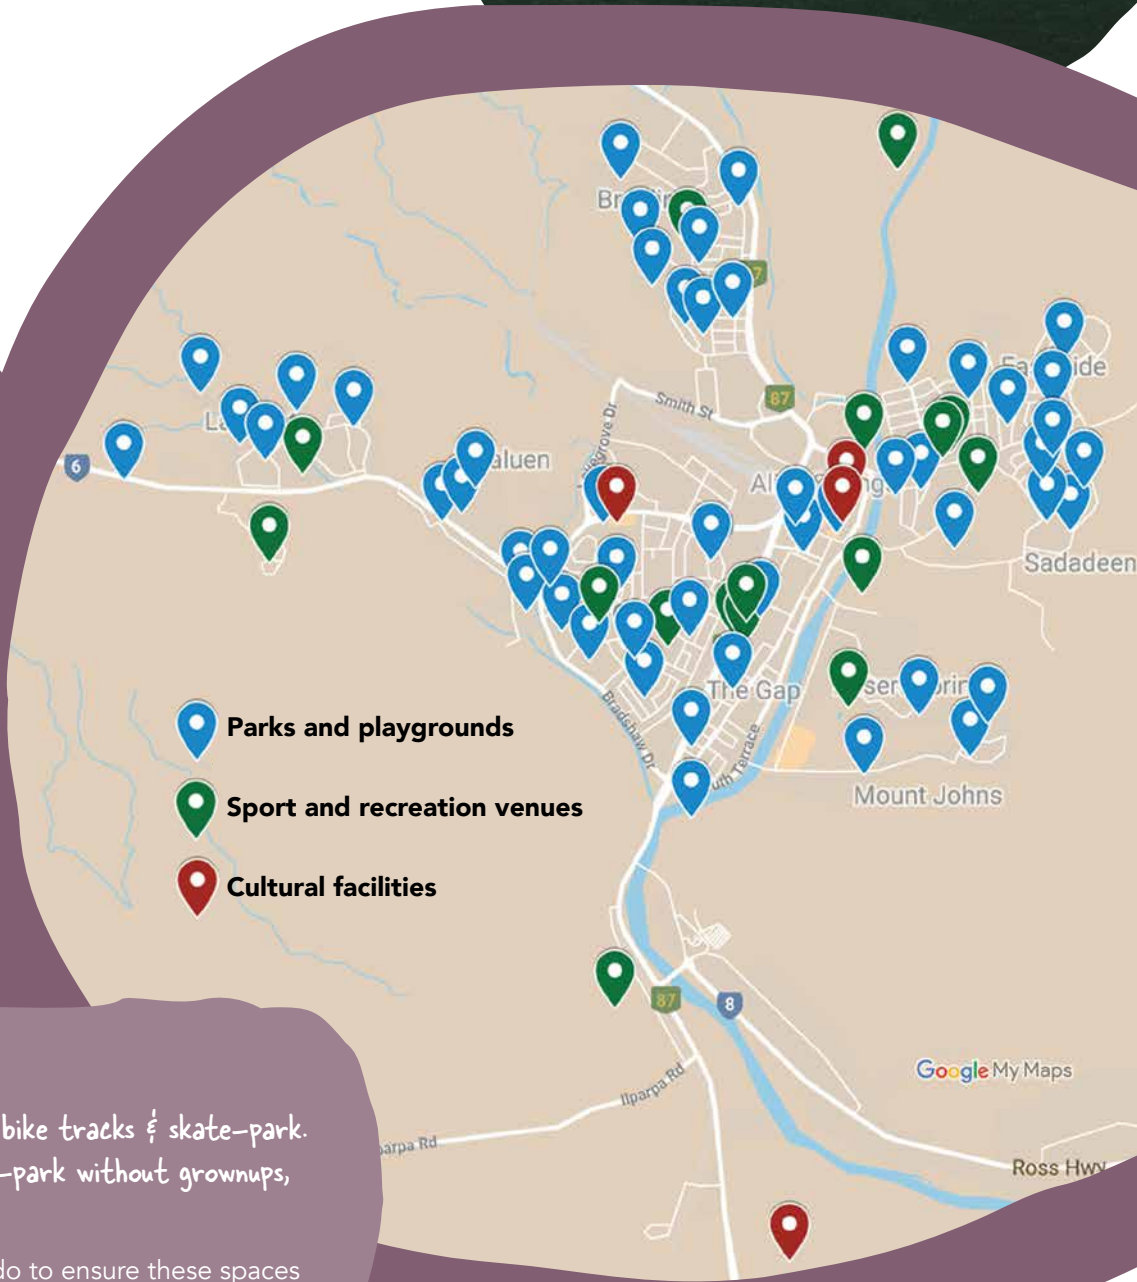 87
Smith St
87
6
Sadadeen
The Gap
Bradshaw Dr
Parks and playgrounds
Sport and recreation venues
Cultural facilities
Mount Johns
87
8
Google My Maps
Ilparpa Rd
bike tracks & skate-park.
-park without grownups,
Ross Hwy
do to ensure these spaces